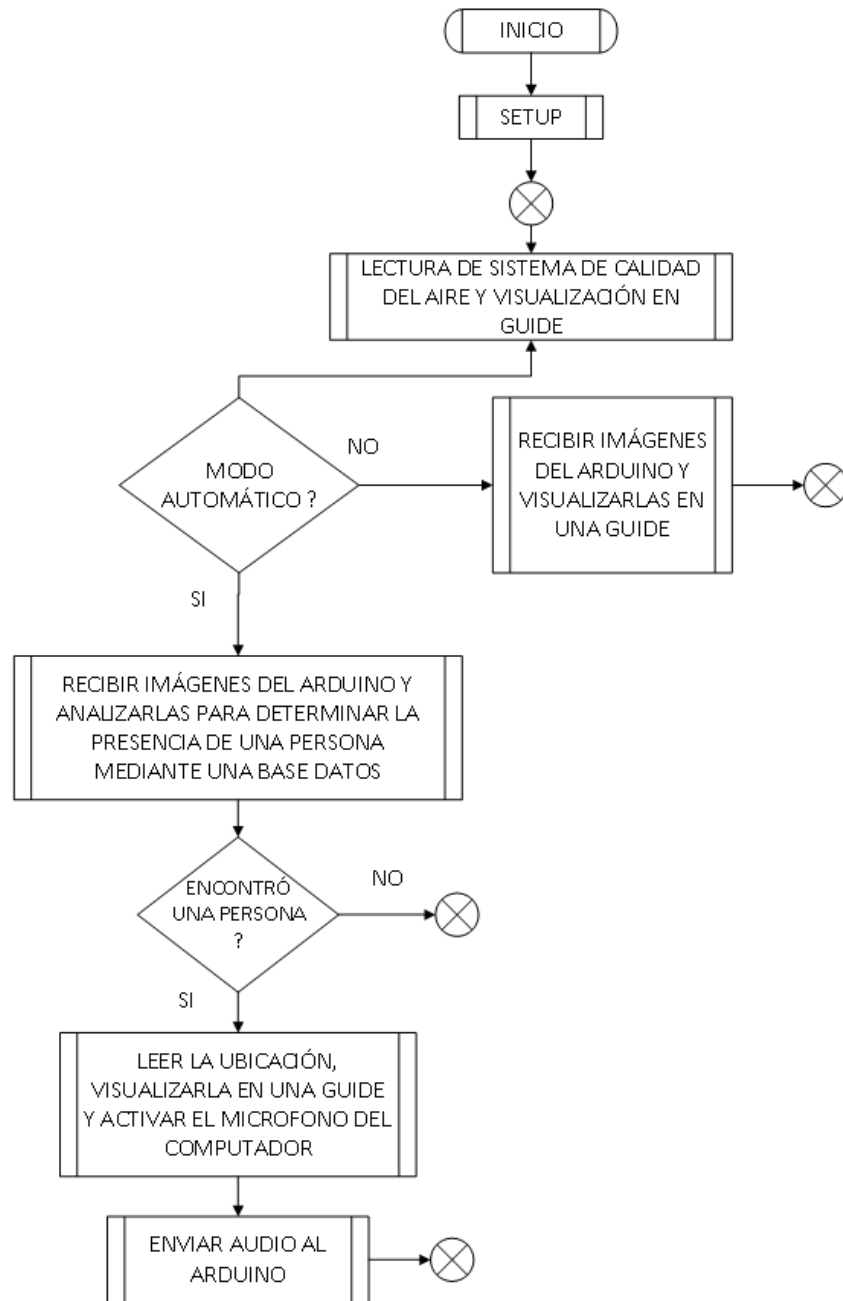 INICIO
SETUP
LECTURA DE SISTEMA DE CALIDAD
DEL AIRE Y VISUALIZACIÓN EN
GUIDE
MODO
AUTOMÁTICO ?
NO
RECIBIR IMÁGENES
DEL ARDUINO Y
VISUALIZARLAS EN
UNA GUIDE
SI
RECIBIR IMÁGENES DEL ARDUINO Y
ANALIZARLAS PARA DETERMINAR LA
PRESENCIA DE UNA PERSONA
MEDIANTE UNA BASE DATOS
ENCONTRÓ
UNA PERSONA
?
NO
SI
LEER LA UBICACIÓN,
VISUALIZARLA EN UNA GUIDE
Y ACTIVAR EL MICROFONO DEL
COMPUTADOR
ENVIAR AUDIO AL
ARDUINO